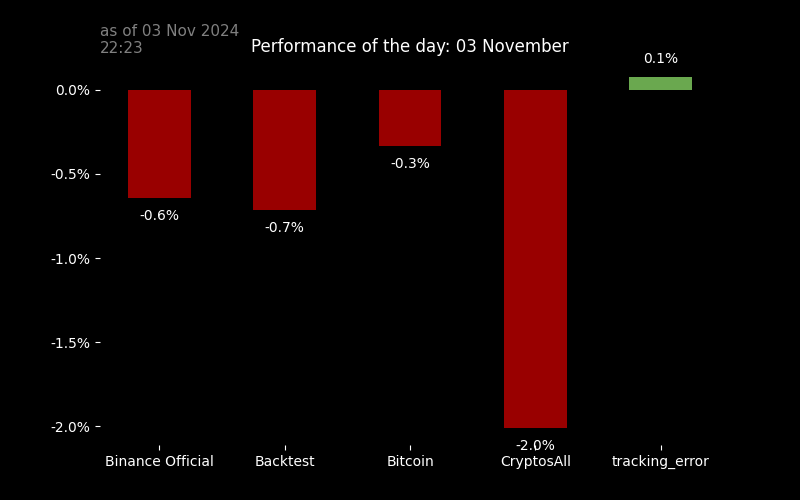 as of 03 Nov 2024
22:23
Performance of the day: 03 November
0.1%
0.0%
-0.5%
-1.0%
-1.5%
-2.0%
-0.6%
-0.7%
-0.3%
-2.0%
Binance Official
Backtest
Bitcoin
CryptosAll
tracking_error